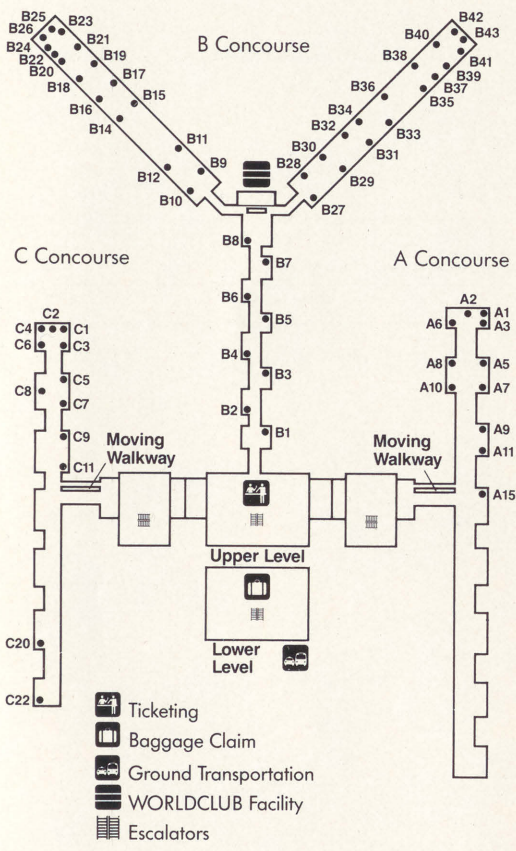 B25 B23
B42
B26
B21
B40
B43
B24
B Concourse
B22
B19
B38
B41
B20
B39
B18
B17
B36
B37
B16
B15
B35
B14
B34
B32
B33
B11
B30
B31
B12
B9
B28
B29
B10
B27
B8
C Concourse
B7
A Concourse
B6
C2
A2
A1
C4
C1
B5
A6
A3
C6
C3
B4
A8
A5
C5
B3
C8
A10
A7
C7
B2
C9
B1
A9
Moving
Walkway
Moving
Walkway
C11
A11
A15
Upper Level
C20
Lower
Level
C22
Ticketing
Baggage Claim
Ground Transportation
WORLDCLUB Facility
Escalators